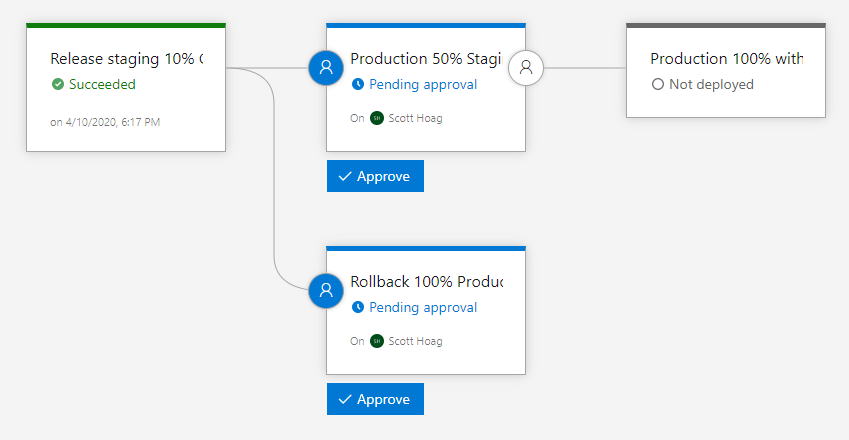 Release staging 10%
Succeeded
on 4/10/2020, 6:17 PM
Production 50% Stagi
Pending approval
On SH Scott Hoag
Approve
Production 100% with
Not deployed
Rollback 100% Produc
Pending approval
On SH Scott Hoag
Approve